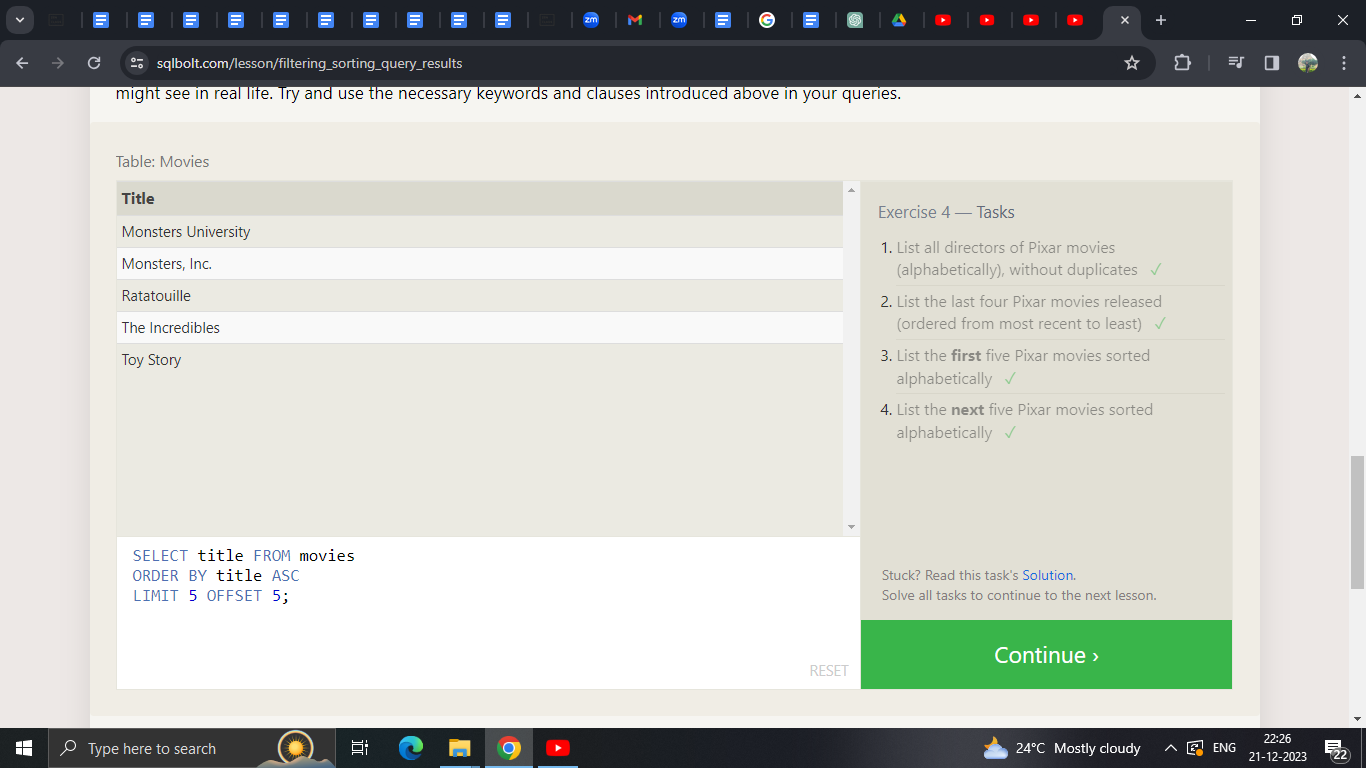 zm
zm
sqlbolt.com/lesson/filtering_sorting_query_results
might see in real life. Try and use the necessary keywords and clauses introduced above in your queries.
Table: Movies
Title
Monsters University
Monsters, Inc.
Ratatouille
The Incredibles
Toy Story
SELECT title FROM movies
ORDER BY title ASC
LIMIT 5 OFFSET 5;
RESET
Exercise 4 — Tasks
1. List all directors of Pixar movies
(alphabetically), without duplicates ✓
2. List the last four Pixar movies released
(ordered from most recent to least) ✓
3. List the first five Pixar movies sorted
alphabetically ✓
4. List the next five Pixar movies sorted
alphabetically ✓
Stuck? Read this task's Solution.
Solve all tasks to continue to the next lesson.
Continue ›
Type here to search
24°C Mostly cloudy
ENG
22:26
21-12-2023
22